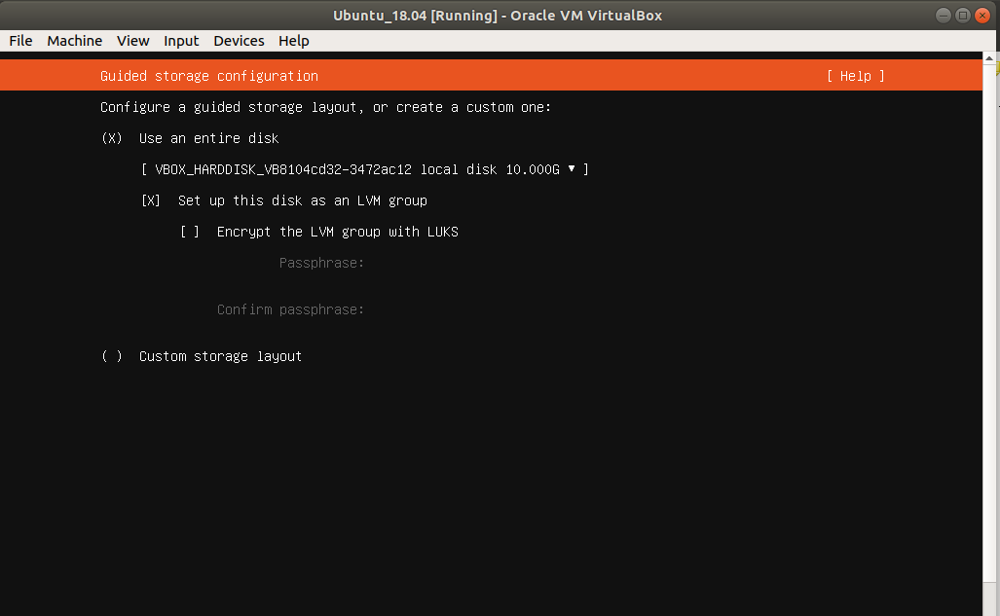 Ubuntu_18.04 [Running] - Oracle VM VirtualBox
File Machine View Input Devices Help
Guided storage configuration [ Help ]
Configure a guided storage layout, or create a custom one:
(X) Use an entire disk
[ VBOX_HARDDISK_VB8104cd32-3472ac12 local disk 10.000G ▾ ]
[X] Set up this disk as an LVM group
[ ] Encrypt the LVM group with LUKS
Passphrase:
Confirm passphrase:
( ) Custom storage layout